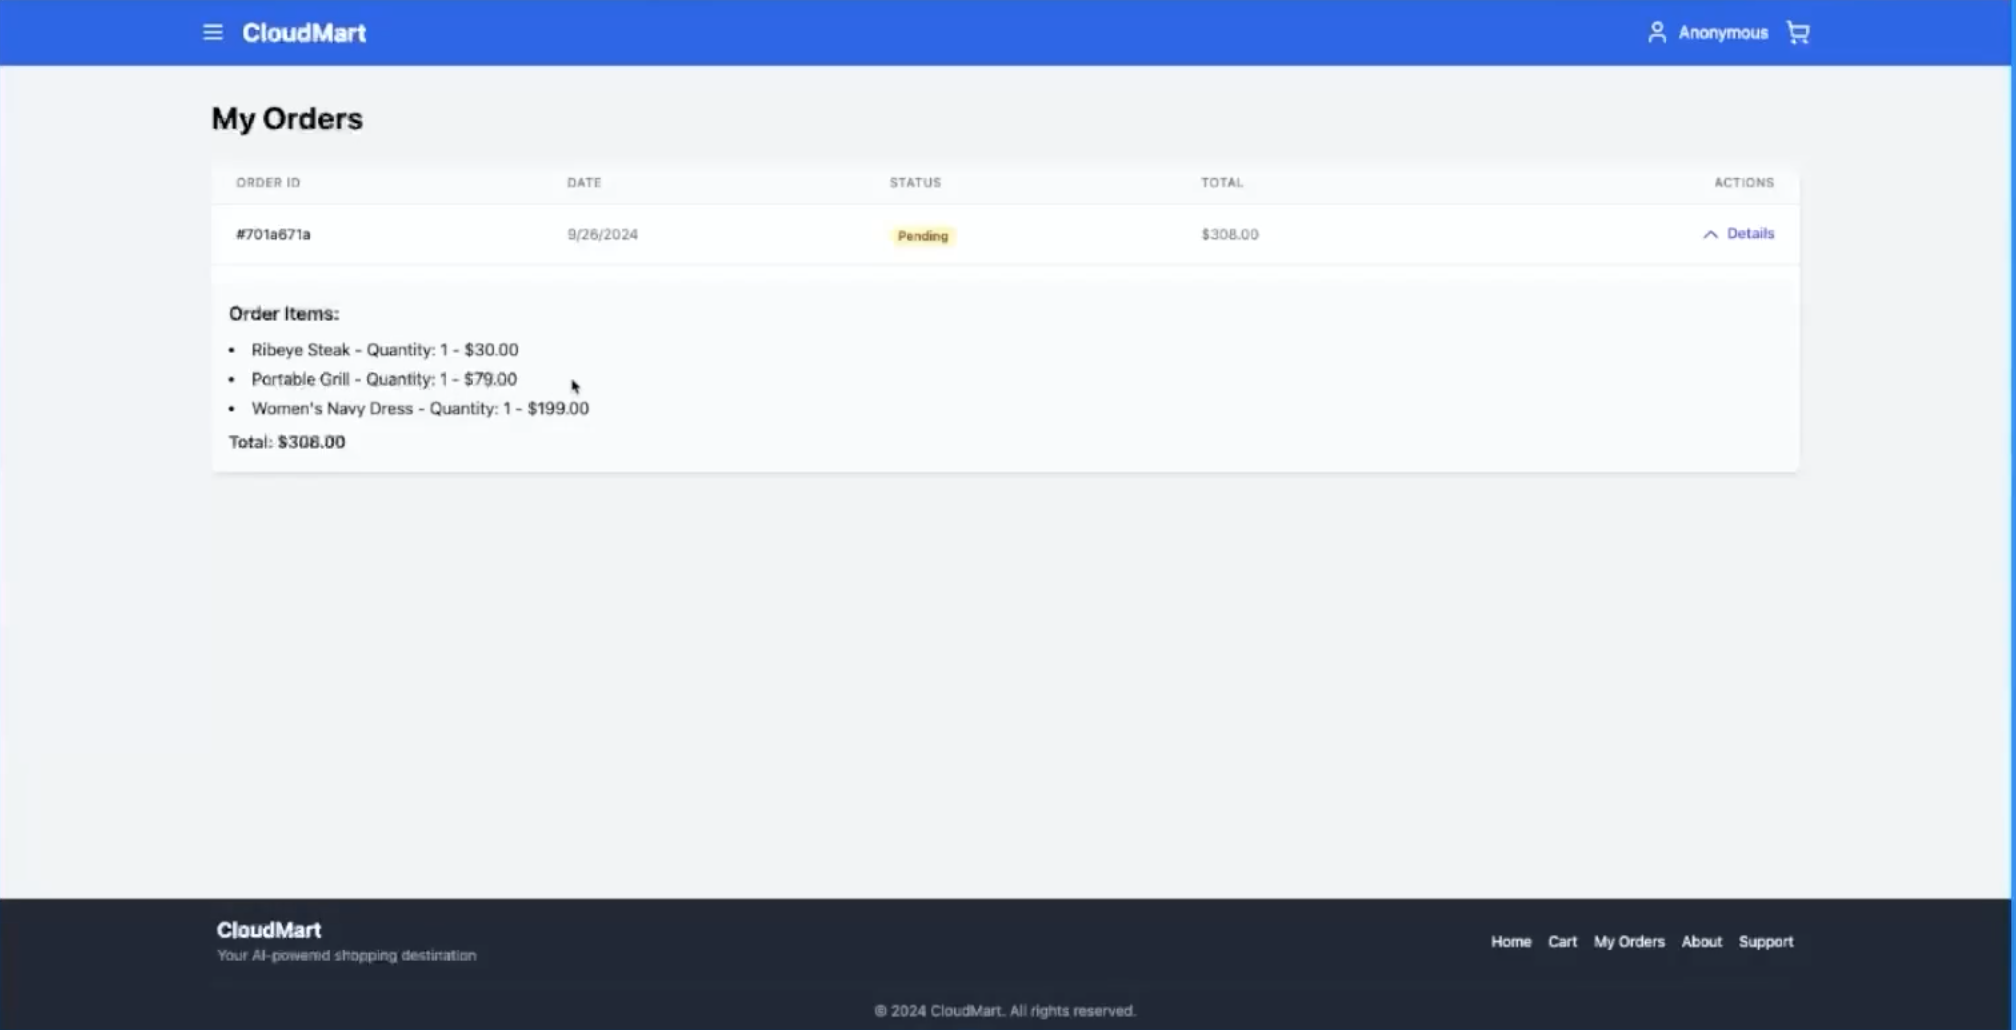 CloudMart
Anonymous
My Orders
ORDER ID DATE STATUS TOTAL ACTIONS
#701a671a 9/26/2024 Pending $308.00 Details
Order Items:
• Ribeye Steak - Quantity: 1 - $30.00
• Portable Grill - Quantity: 1 - $79.00
• Women's Navy Dress - Quantity: 1 - $199.00
Total: $308.00
CloudMart
Your AI-powered shopping destination
Home Cart My Orders About Support
© 2024 CloudMart. All rights reserved.